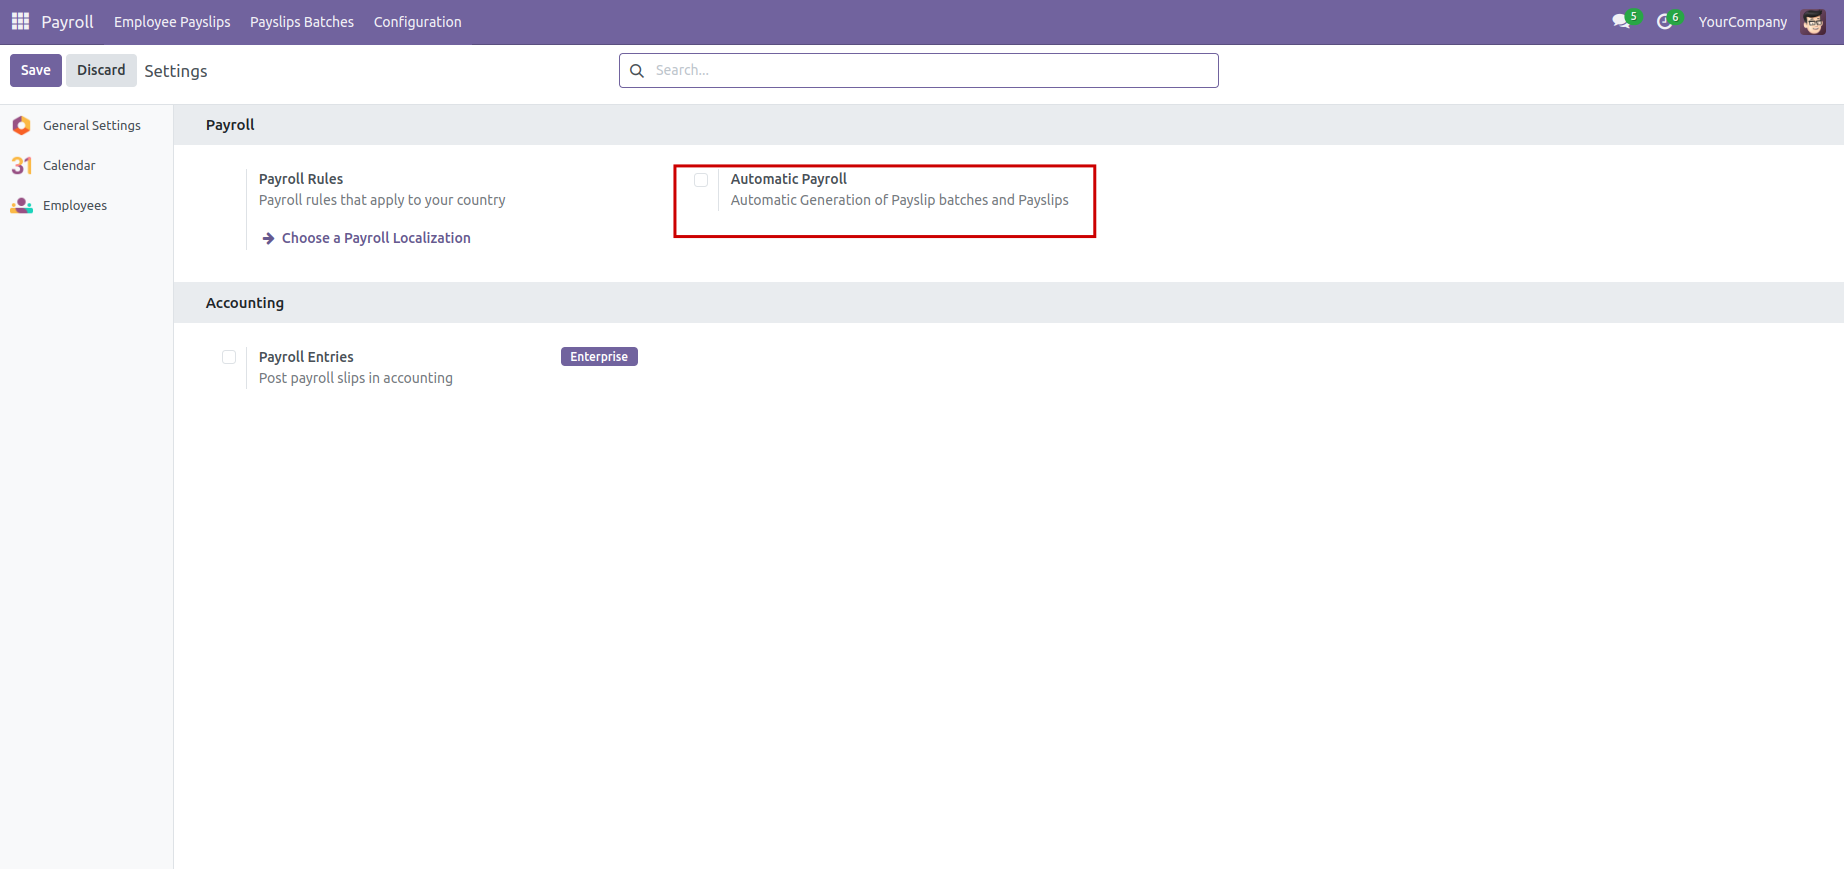 Payroll Employee Payslips Payslips Batches Configuration 5 6 YourCompany
Save Discard Settings Search...
General Settings
31 Calendar
Employees
Payroll
Payroll Rules
Payroll rules that apply to your country
Choose a Payroll Localization
Automatic Payroll
Automatic Generation of Payslip batches and Payslips
Accounting
Payroll Entries Enterprise
Post payroll slips in accounting